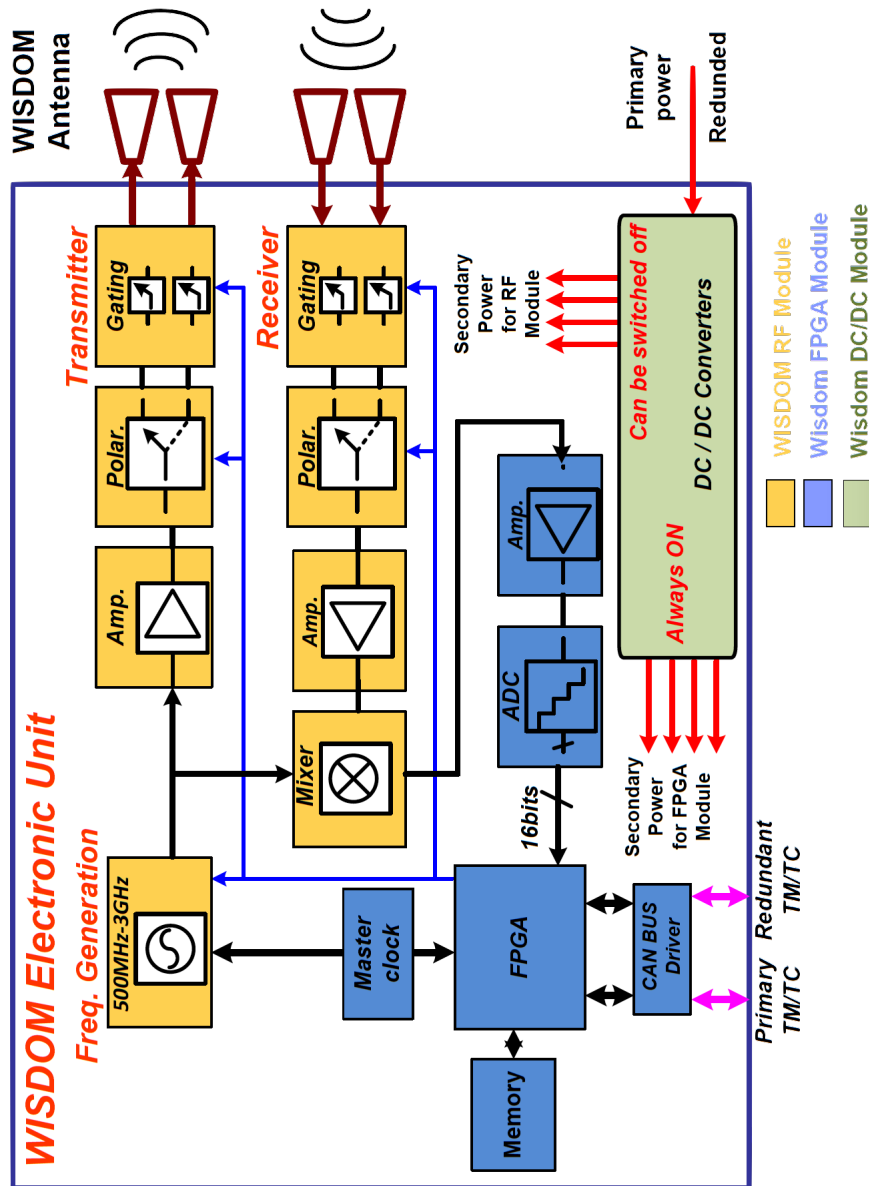 WISDOM Electronic Unit
WISDOM
Antenna
Freq. Generation
500MHz-3GHz
Amp.
Polar.
Transmitter
Gating
Mixer
Amp.
Polar.
Receiver
Gating
Master
clock
Memory
FPGA
16bits
ADC
Amp.
Secondary
Power
for RF
Module
Primary
power
Redunded
CAN BUS
Driver
Secondary
Power
for FPGA
Module
Always ON
Can be switched off
DC / DC Converters
Primary
TM/TC
Redundant
TM/TC
WISDOM RF Module
Wisdom FPGA Module
Wisdom DC/DC Module